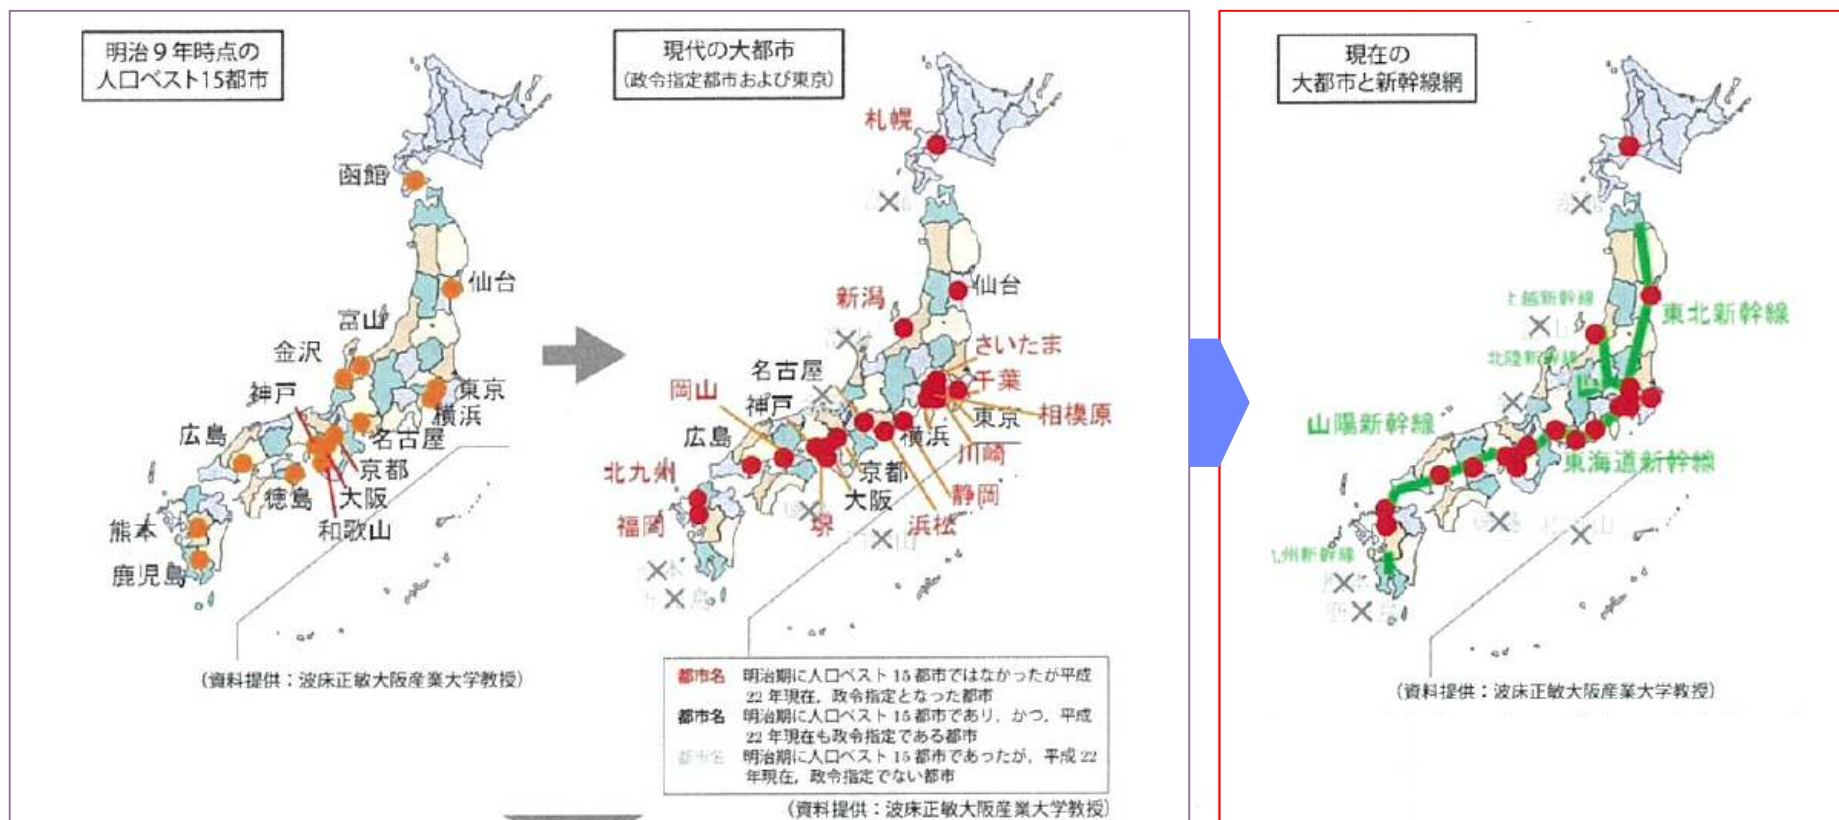 明治９年時点の
人口ベスト15都市
函館
仙台
富山
金沢
神戸
東京
横浜
広島
名古屋
京都
徳島
大阪
熊本
和歌山
鹿児島
(資料提供：波床正敏大阪産業大学教授)
現代の大都市
(政令指定都市および東京)
札幌
仙台
新潟
さいたま
名古屋
千葉
岡山
神戸
東京
相模原
広島
横浜
川崎
北九州
京都
大阪
静岡
福岡
堺
浜松
都市名 明治期に人口ベスト15都市ではなかったが平成
22年現在，政令指定となった都市
都市名 明治期に人口ベスト15都市であり，かつ，平成
22年現在も政令指定である都市
都市名 明治期に人口ベスト15都市であったが，平成22
年現在，政令指定でない都市
(資料提供：波床正敏大阪産業大学教授)
現在の
大都市と新幹線網
上越新幹線
東北新幹線
北陸新幹線
山陽新幹線
東海道新幹線
九州新幹線
(資料提供：波床正敏大阪産業大学教授)